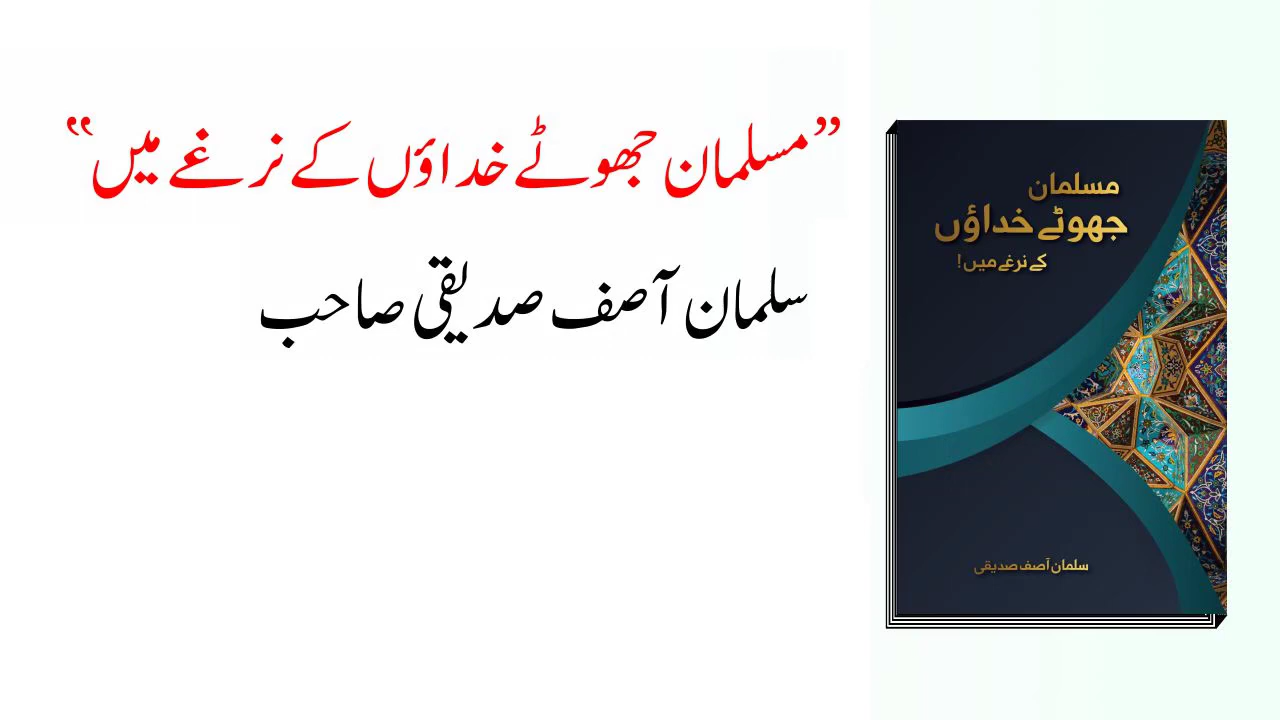 ”مسلمان جھوٹے خداؤں کے نرغے میں“
سلمان آصف صدیقی صاحب
مسلمان
جھوٹے خداؤں
کے نرغے میں!
سلمان آصف صدیقی